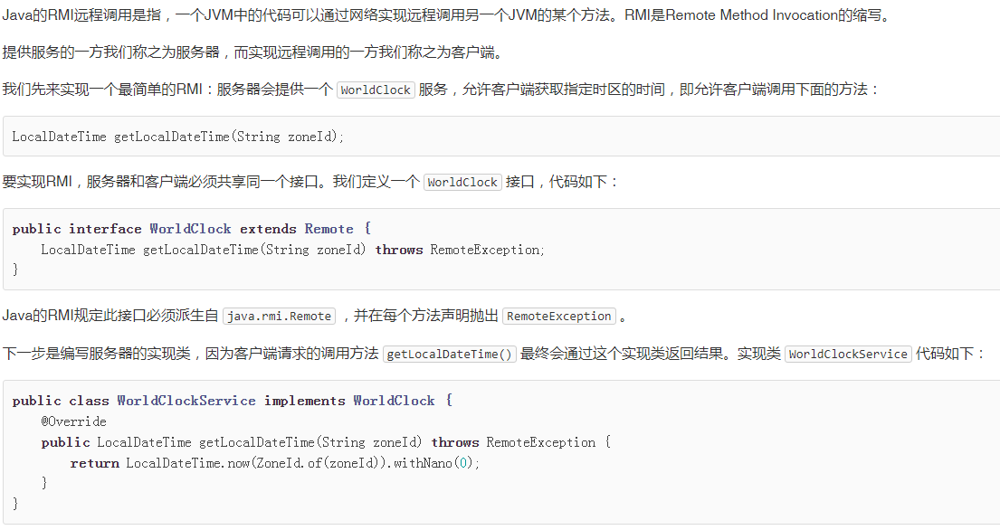 Java的RMI远程调用是指，一个JVM中的代码可以通过网络实现远程调用另一个JVM的某个方法。RMI是Remote Method Invocation的缩写。
提供服务的一方我们称之为服务器，而实现远程调用的一方我们称之为客户端。
我们先来实现一个最简单的RMI：服务器会提供一个 WorldClock 服务，允许客户端获取指定时区的时间，即允许客户端调用下面的方法：
LocalDateTime getLocalDateTime(String zoneId);
要实现RMI，服务器和客户端必须共享同一个接口。我们定义一个 WorldClock 接口，代码如下：
public interface WorldClock extends Remote {
    LocalDateTime getLocalDateTime(String zoneId) throws RemoteException;
}
Java的RMI规定此接口必须派生自 java.rmi.Remote ，并在每个方法声明抛出 RemoteException 。
下一步是编写服务器的实现类，因为客户端请求的调用方法 getLocalDateTime() 最终会通过这个实现类返回结果。实现类 WorldClockService 代码如下：
public class WorldClockService implements WorldClock {
    @Override
    public LocalDateTime getLocalDateTime(String zoneId) throws RemoteException {
        return LocalDateTime.now(ZoneId.of(zoneId)).withNano(0);
    }
}